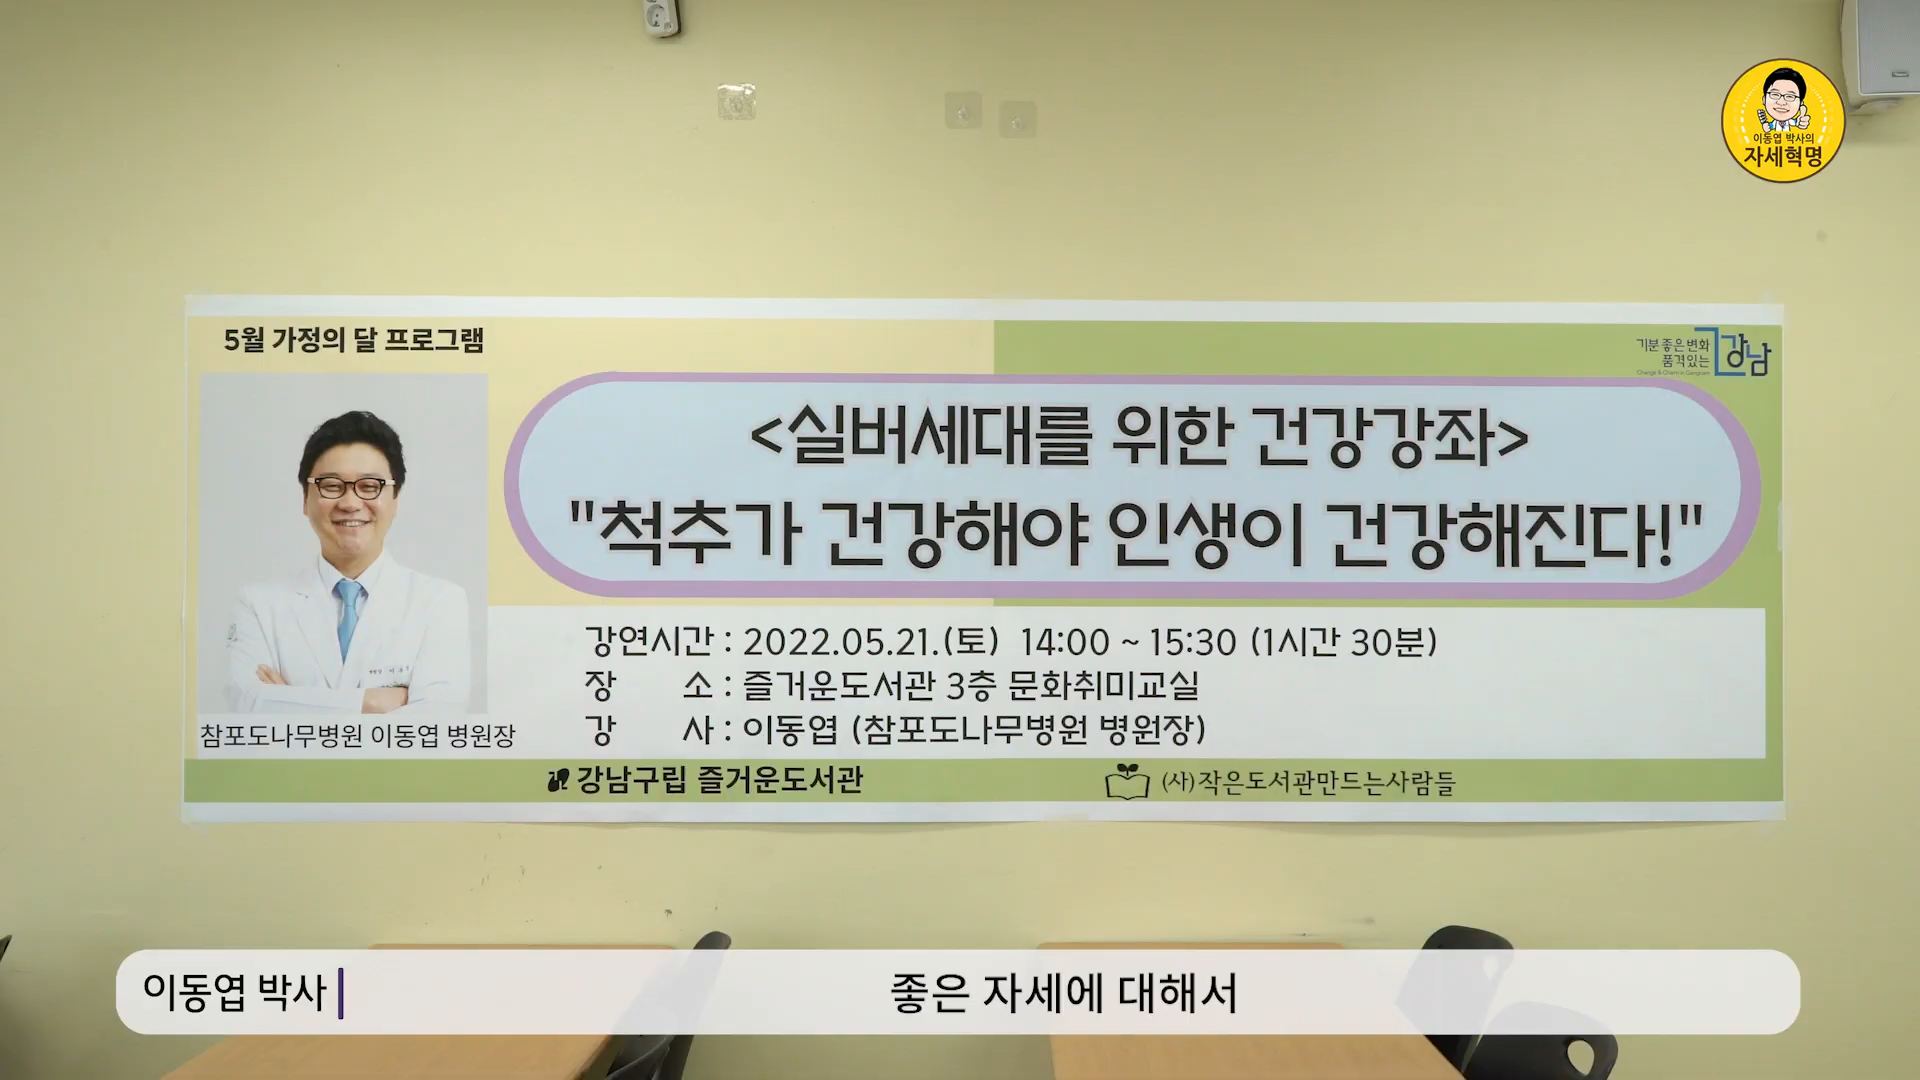 이동엽 박사의
자세혁명
5월 가정의 달 프로그램
기분 좋은 변화
품격있는
강남
<실버세대를 위한 건강강좌>
"척추가 건강해야 인생이 건강해진다!"
강연시간 : 2022.05.21.(토) 14:00 ~ 15:30 (1시간 30분)
장 소 : 즐거운도서관 3층 문화취미교실
강 사 : 이동엽 (참포도나무병원 병원장)
참포도나무병원 이동엽 병원장
강남구립 즐거운도서관
(사)작은도서관만드는사람들
이동엽 박사
좋은 자세에 대해서